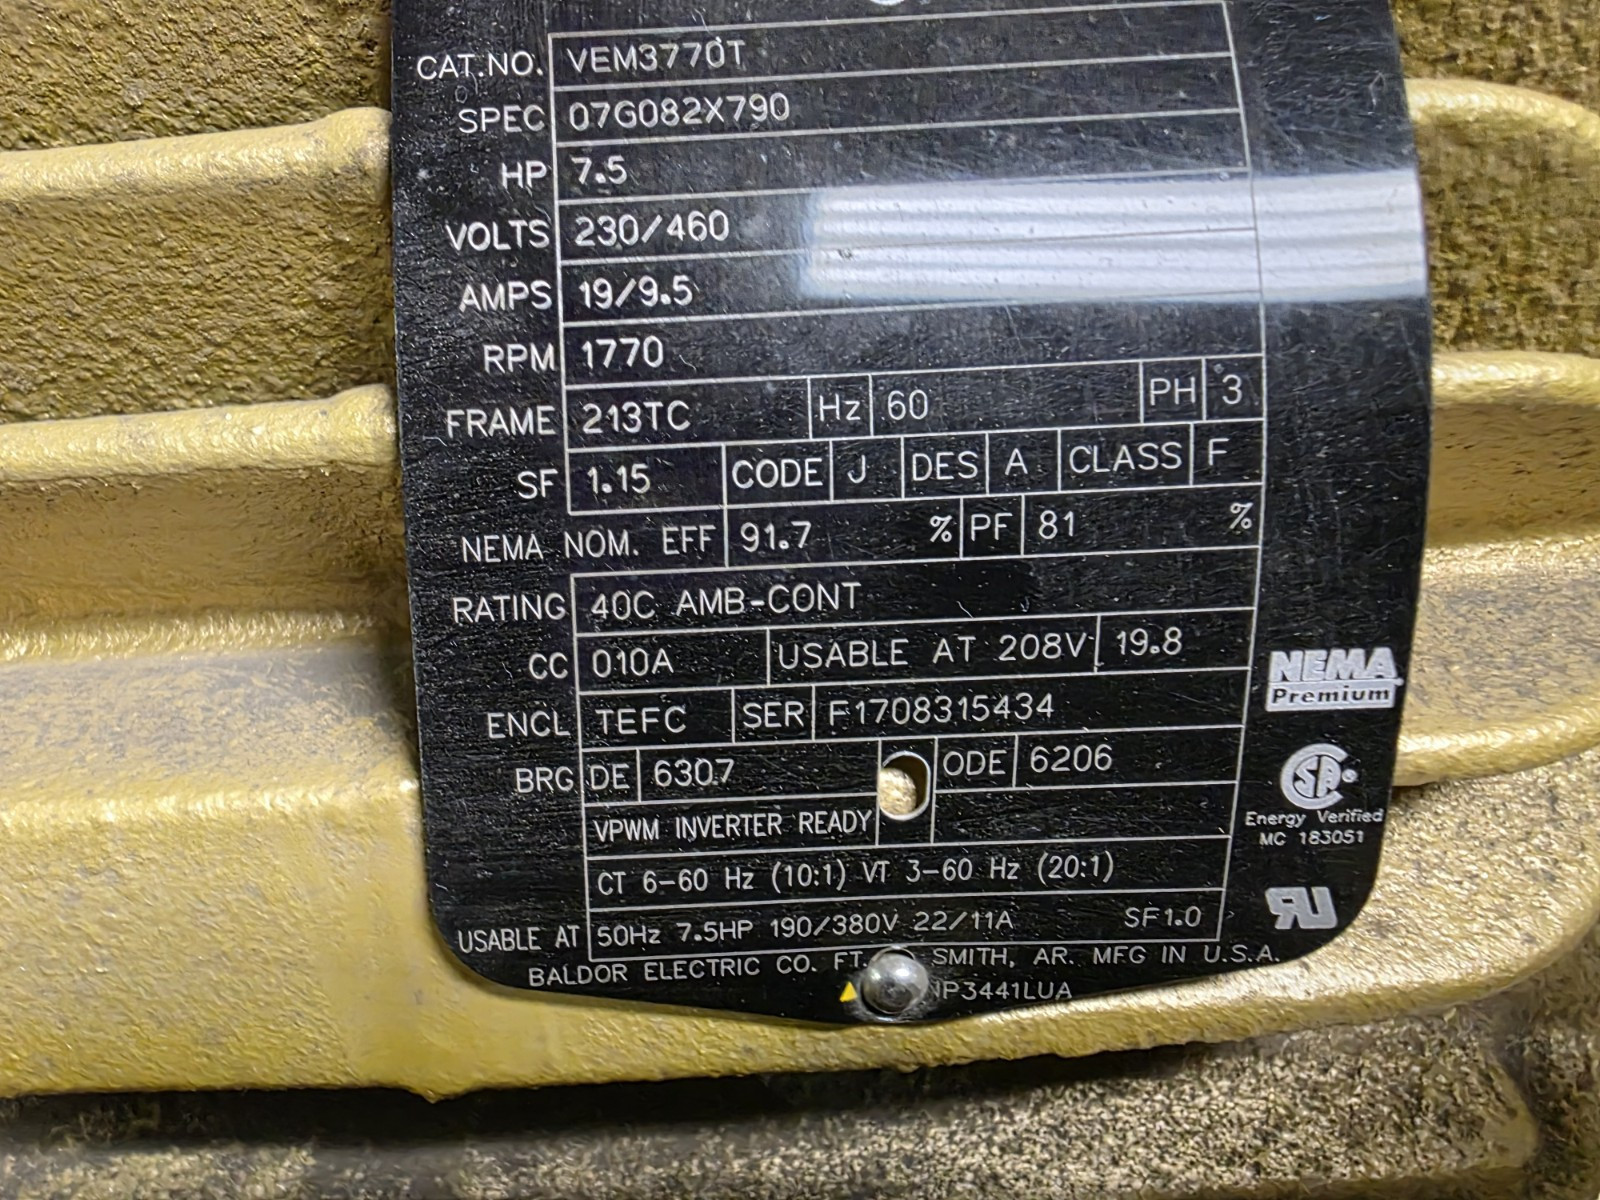 CAT.NO. VEM3770T
SPEC 07G082X790
HP 7.5
VOLTS 230/460
AMPS 19/9.5
RPM 1770
FRAME 213TC Hz 60 PH 3
SF 1.15 CODE J DES A CLASS F
NEMA NOM. EFF 91.7 % PF 81 %
RATING 40C AMB-CONT
CC 010A USABLE AT 208V 19.8
ENCL TEFC SER F1708315434
BRG DE 6307 ODE 6206
VPWM INVERTER READY
CT 6-60 Hz (10:1) VT 3-60 Hz (20:1)
USABLE AT 50Hz 7.5HP 190/380V 22/11A SF1.0
BALDOR ELECTRIC CO. FT. SMITH, AR. MFG IN U.S.A.
NP3441LUA
NEMA
Premium
SA
Energy Verified
MC 183051
RU